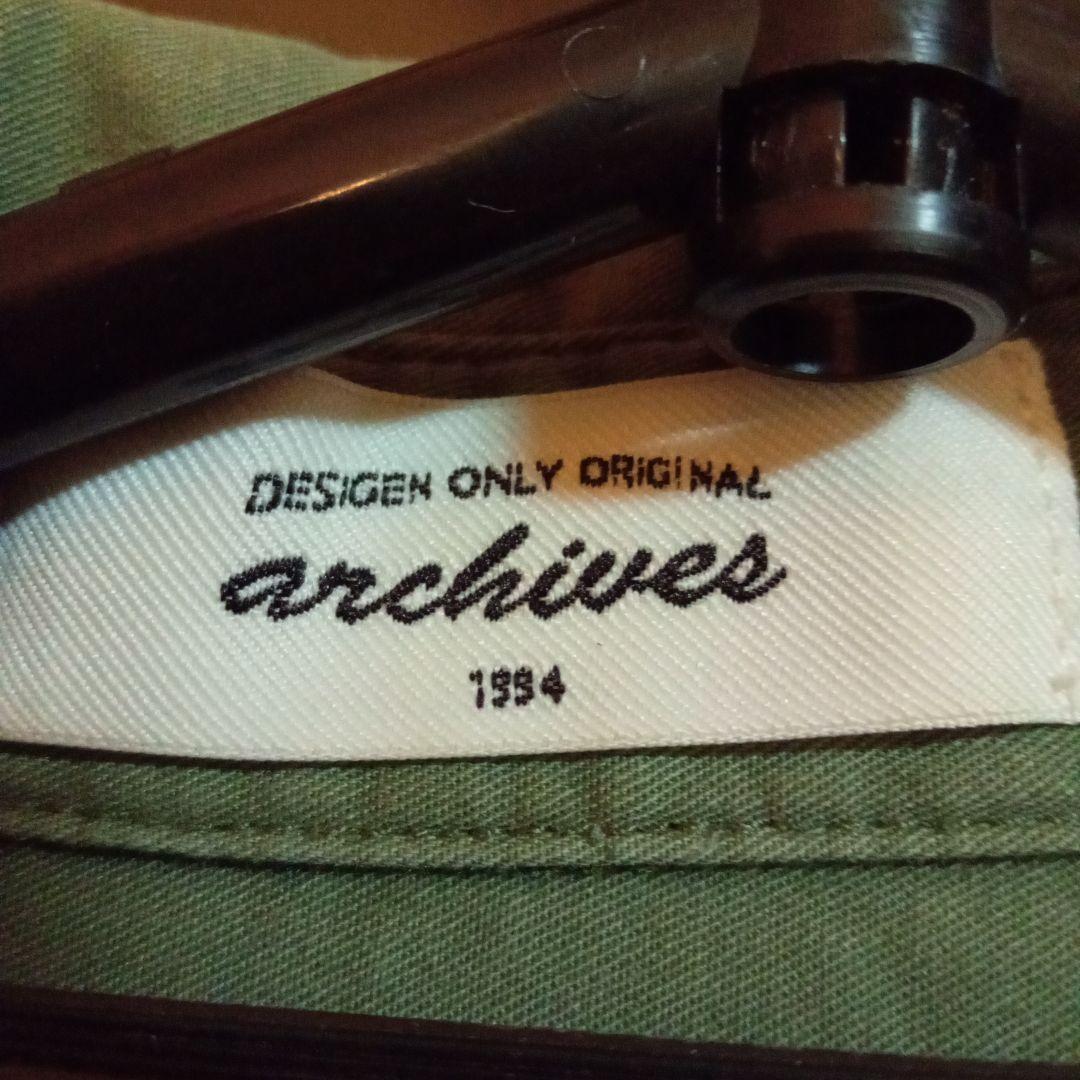 DESIGEN ONLY ORIGINAL
archives
1994